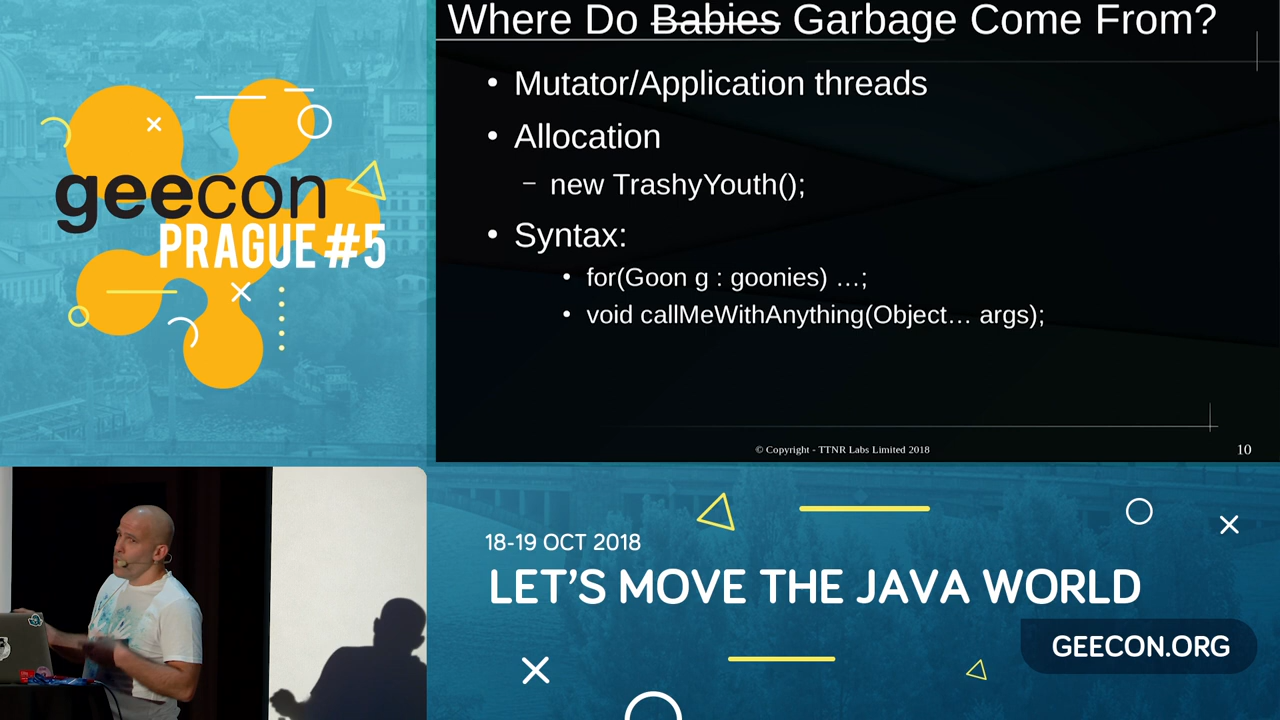 geecon
PRAGUE #5
Where Do Babies Garbage Come From?
• Mutator/Application threads
• Allocation
– new TrashyYouth();
• Syntax:
• for(Goon g : goonies) …;
• void callMeWithAnything(Object… args);
© Copyright - TTNR Labs Limited 2018
10
18-19 OCT 2018
LET'S MOVE THE JAVA WORLD
GEECON.ORG